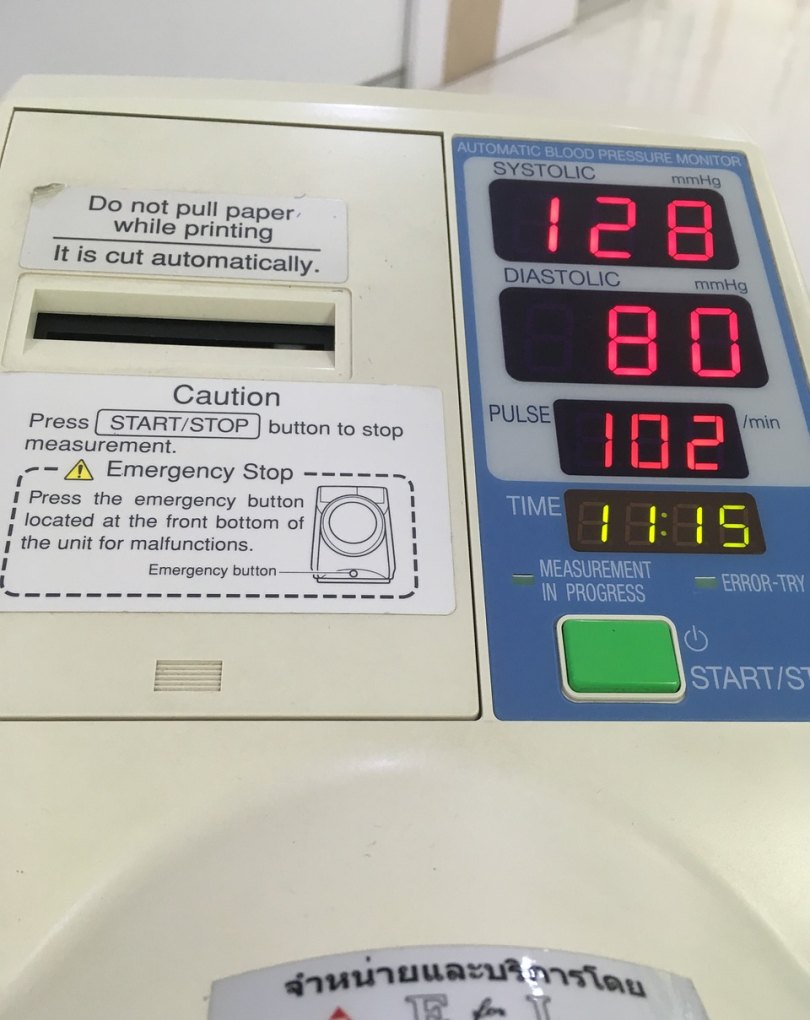 Do not pull paper
while printing
It is cut automatically.
Caution
Press START/STOP button to stop
measurement.
Emergency Stop
Press the emergency button
located at the front bottom of
the unit for malfunctions.
Emergency button
AUTOMATIC BLOOD PRESSURE MONITOR
SYSTOLIC mmHg
128
DIASTOLIC mmHg
80
PULSE 102 /min
TIME 11:15
MEASUREMENT
IN PROGRESS
ERROR-TRY
START/ST
จำหน่ายและบริการโดย
E for L